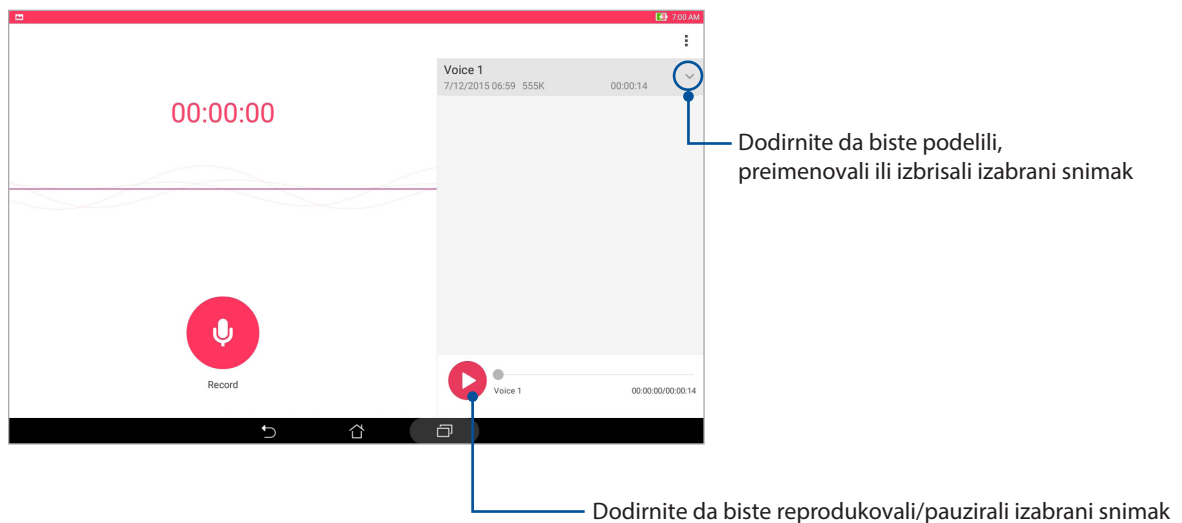 7:00 AM
Voice 1
7/12/2015 06:59 555K 00:00:14
00:00:00
Dodirnite da biste podelili,
preimenovali ili izbrisali izabrani snimak
Record
Voice 1 00:00:00/00:00:14
Dodirnite da biste reprodukovali/pauzirali izabrani snimak